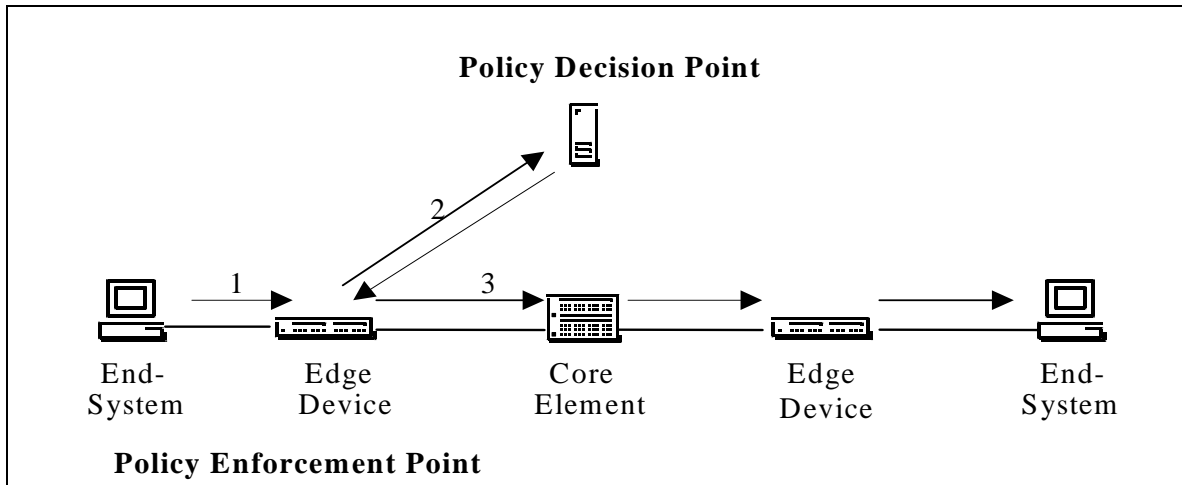 Policy Decision Point
2
1
3
End-
System
Edge
Device
Core
Element
Edge
Device
End-
System
Policy Enforcement Point